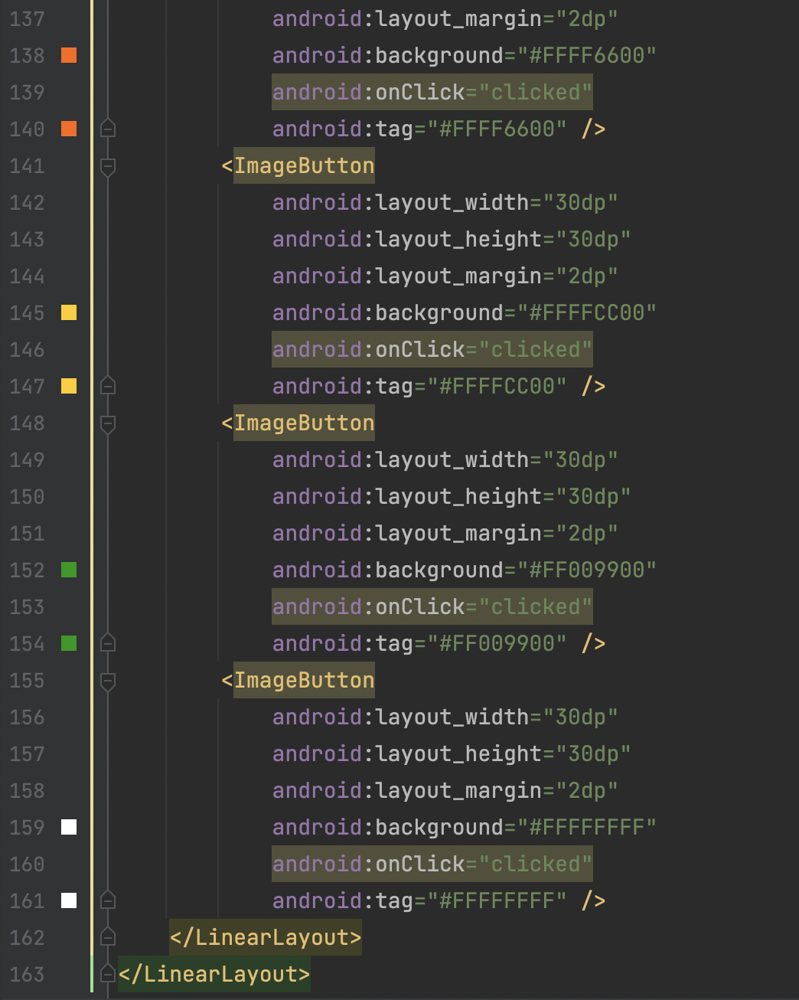 137 android:layout_margin="2dp"
138 android:background="#FFFF6600"
139 android:onClick="clicked"
140 android:tag="#FFFF6600" />
141 <ImageButton
142 android:layout_width="30dp"
143 android:layout_height="30dp"
144 android:layout_margin="2dp"
145 android:background="#FFFFCC00"
146 android:onClick="clicked"
147 android:tag="#FFFFCC00" />
148 <ImageButton
149 android:layout_width="30dp"
150 android:layout_height="30dp"
151 android:layout_margin="2dp"
152 android:background="#FF009900"
153 android:onClick="clicked"
154 android:tag="#FF009900" />
155 <ImageButton
156 android:layout_width="30dp"
157 android:layout_height="30dp"
158 android:layout_margin="2dp"
159 android:background="#FFFFFFFF"
160 android:onClick="clicked"
161 android:tag="#FFFFFFFF" />
162 </LinearLayout>
163 </LinearLayout>